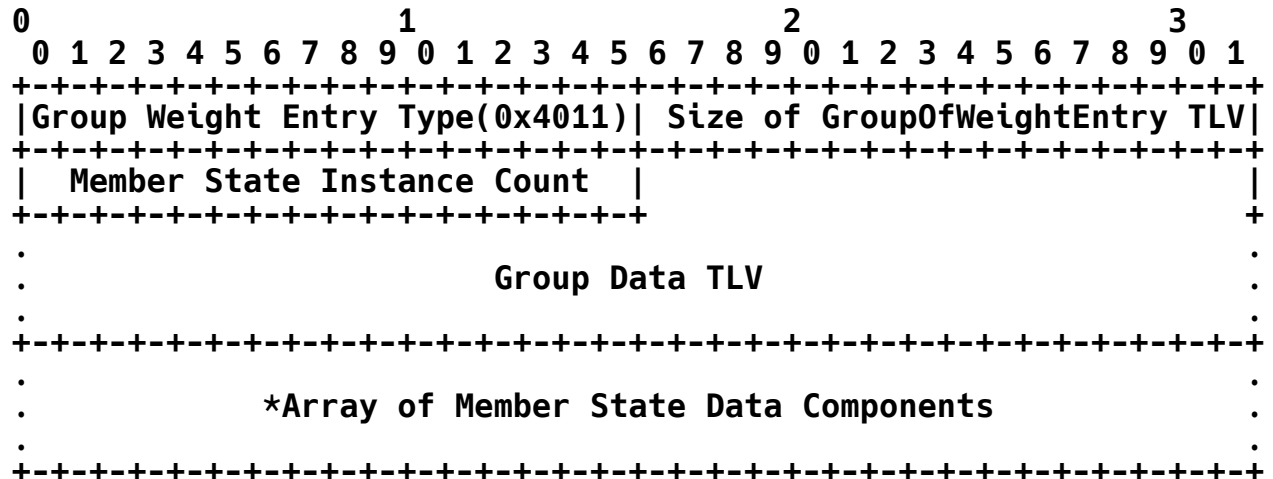 0                   1                   2                   3
 0 1 2 3 4 5 6 7 8 9 0 1 2 3 4 5 6 7 8 9 0 1 2 3 4 5 6 7 8 9 0 1
+-+-+-+-+-+-+-+-+-+-+-+-+-+-+-+-+-+-+-+-+-+-+-+-+-+-+-+-+-+-+-+-+
|Group Weight Entry Type(0x4011)| Size of GroupOfWeightEntry TLV|
+-+-+-+-+-+-+-+-+-+-+-+-+-+-+-+-+-+-+-+-+-+-+-+-+-+-+-+-+-+-+-+-+
|  Member State Instance Count  |                               |
+-+-+-+-+-+-+-+-+-+-+-+-+-+-+-+-+                               +
.                                                               .
.                        Group Data TLV                         .
.                                                               .
+-+-+-+-+-+-+-+-+-+-+-+-+-+-+-+-+-+-+-+-+-+-+-+-+-+-+-+-+-+-+-+-+
.                                                               .
.            *Array of Member State Data Components             .
.                                                               .
+-+-+-+-+-+-+-+-+-+-+-+-+-+-+-+-+-+-+-+-+-+-+-+-+-+-+-+-+-+-+-+-+